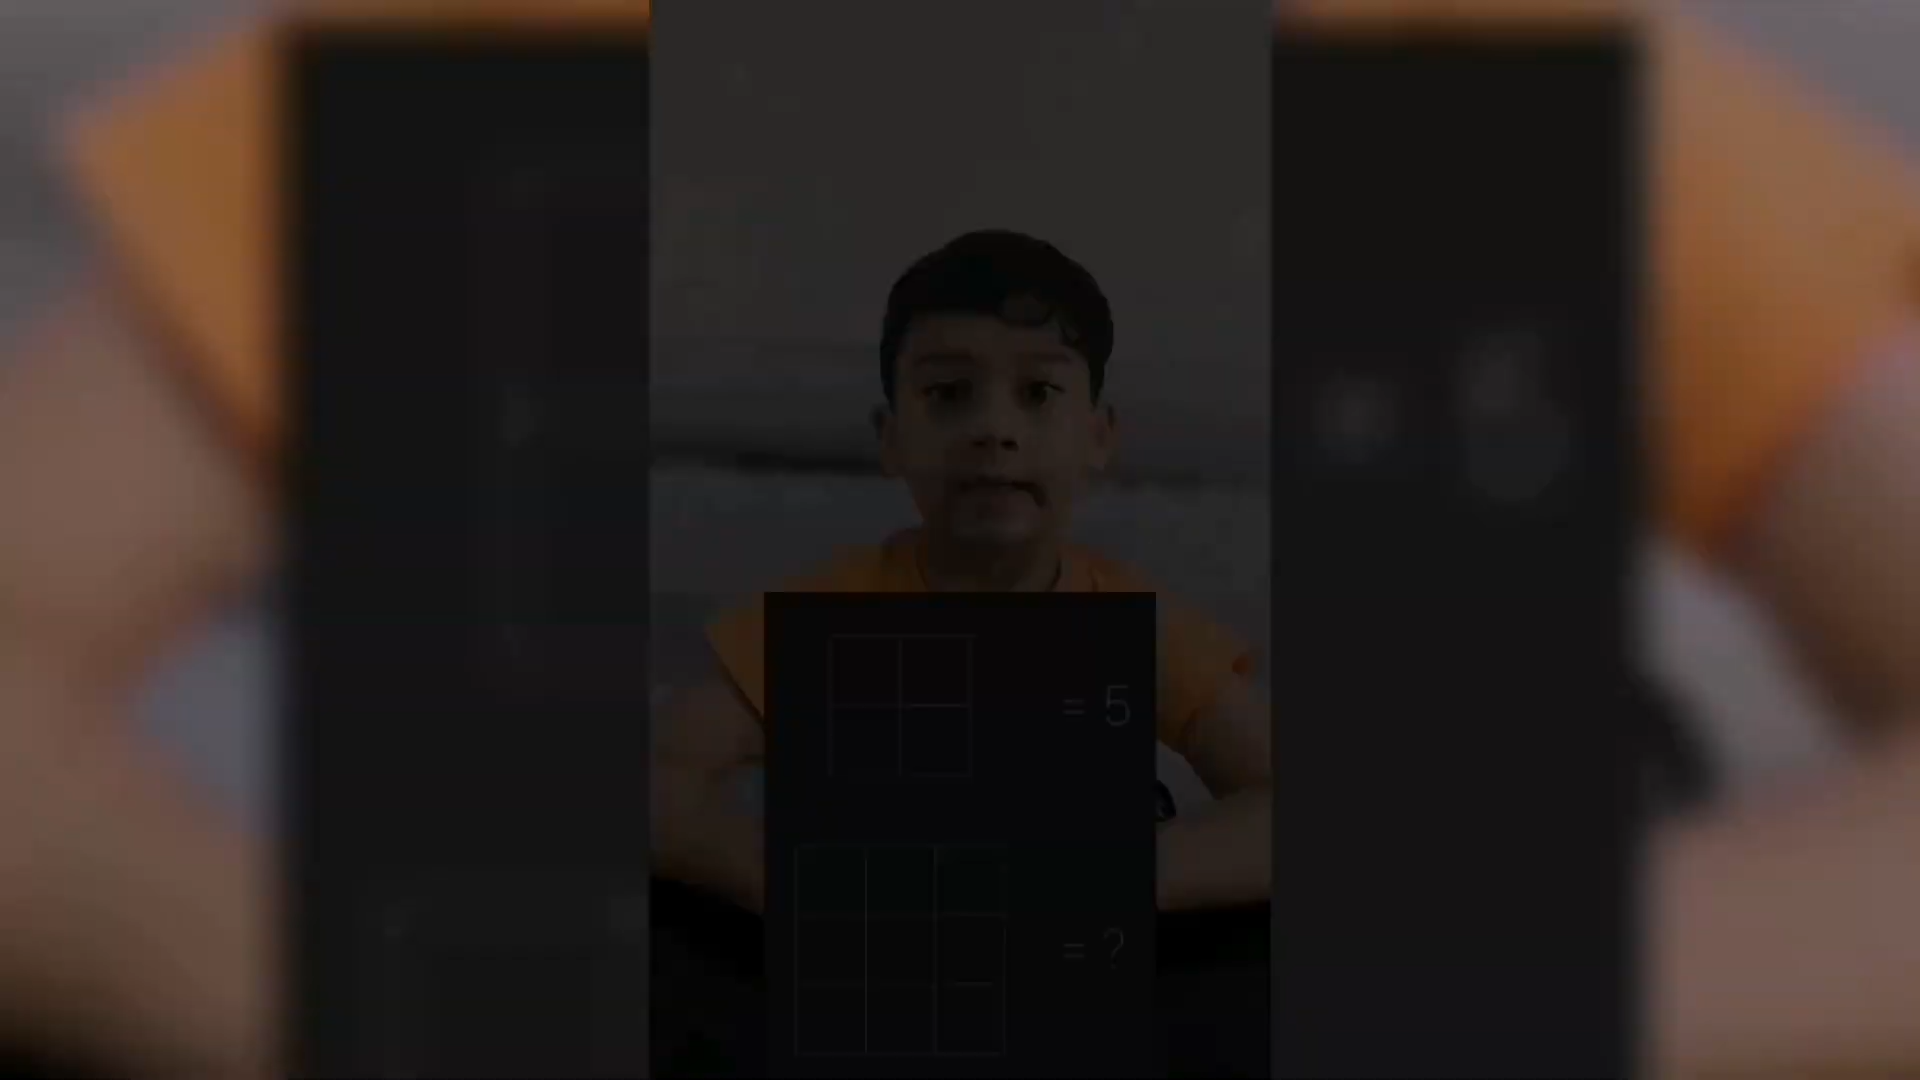 = 5
= ?